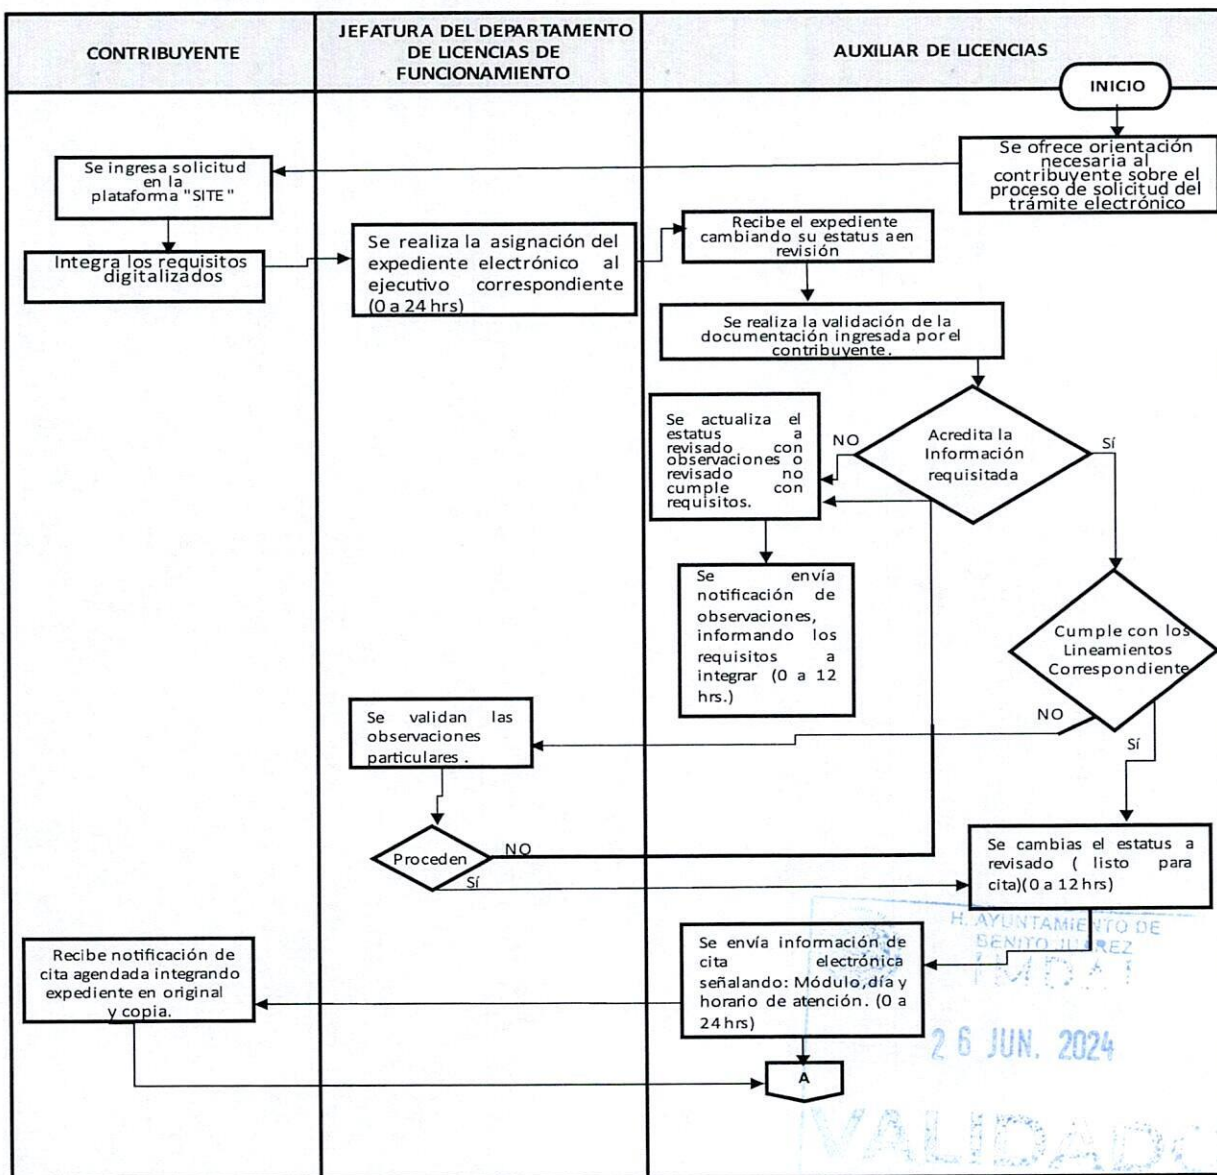 CONTRIBUYENTE
JEFATURA DEL DEPARTAMENTO
DE LICENCIAS DE
FUNCIONAMIENTO
AUXILIAR DE LICENCIAS
INICIO
Se ofrece orientación
necesaria al
contribuyente sobre el
proceso de solicitud del
trámite electrónico
Se ingresa solicitud
en la
plataforma "SITE"
Integra los requisitos
digitalizados
Se realiza la asignación del
expediente electrónico al
ejecutivo correspondiente
(0 a 24 hrs)
Recibe el expediente
cambiando su estatus aen
revisión
Se realiza la validación de la
documentación ingresada por el
contribuyente.
Acredita la
Información
requisitada
NO
Sí
Se actualiza el
estatus a
revisado con
observaciones o
revisado no
cumple con
requisitos.
Se envía
notificación de
observaciones,
informando los
requisitos a
integrar (0 a 12
hrs.)
Cumple con los
Lineamientos
Correspondiente
NO
Sí
Se validan las
observaciones
particulares .
Proceden
NO
Sí
Se cambias el estatus a
revisado ( listo para
cita)(0 a 12 hrs)
Se envía información de
cita electrónica
señalando: Módulo,día y
horario de atención. (0 a
24 hrs)
Recibe notificación de
cita agendada integrando
expediente en original
y copia.
A
H. AYUNTAMIENTO DE
BENITO JUÁREZ
IMDAI
26 JUN. 2024
VALIDADO